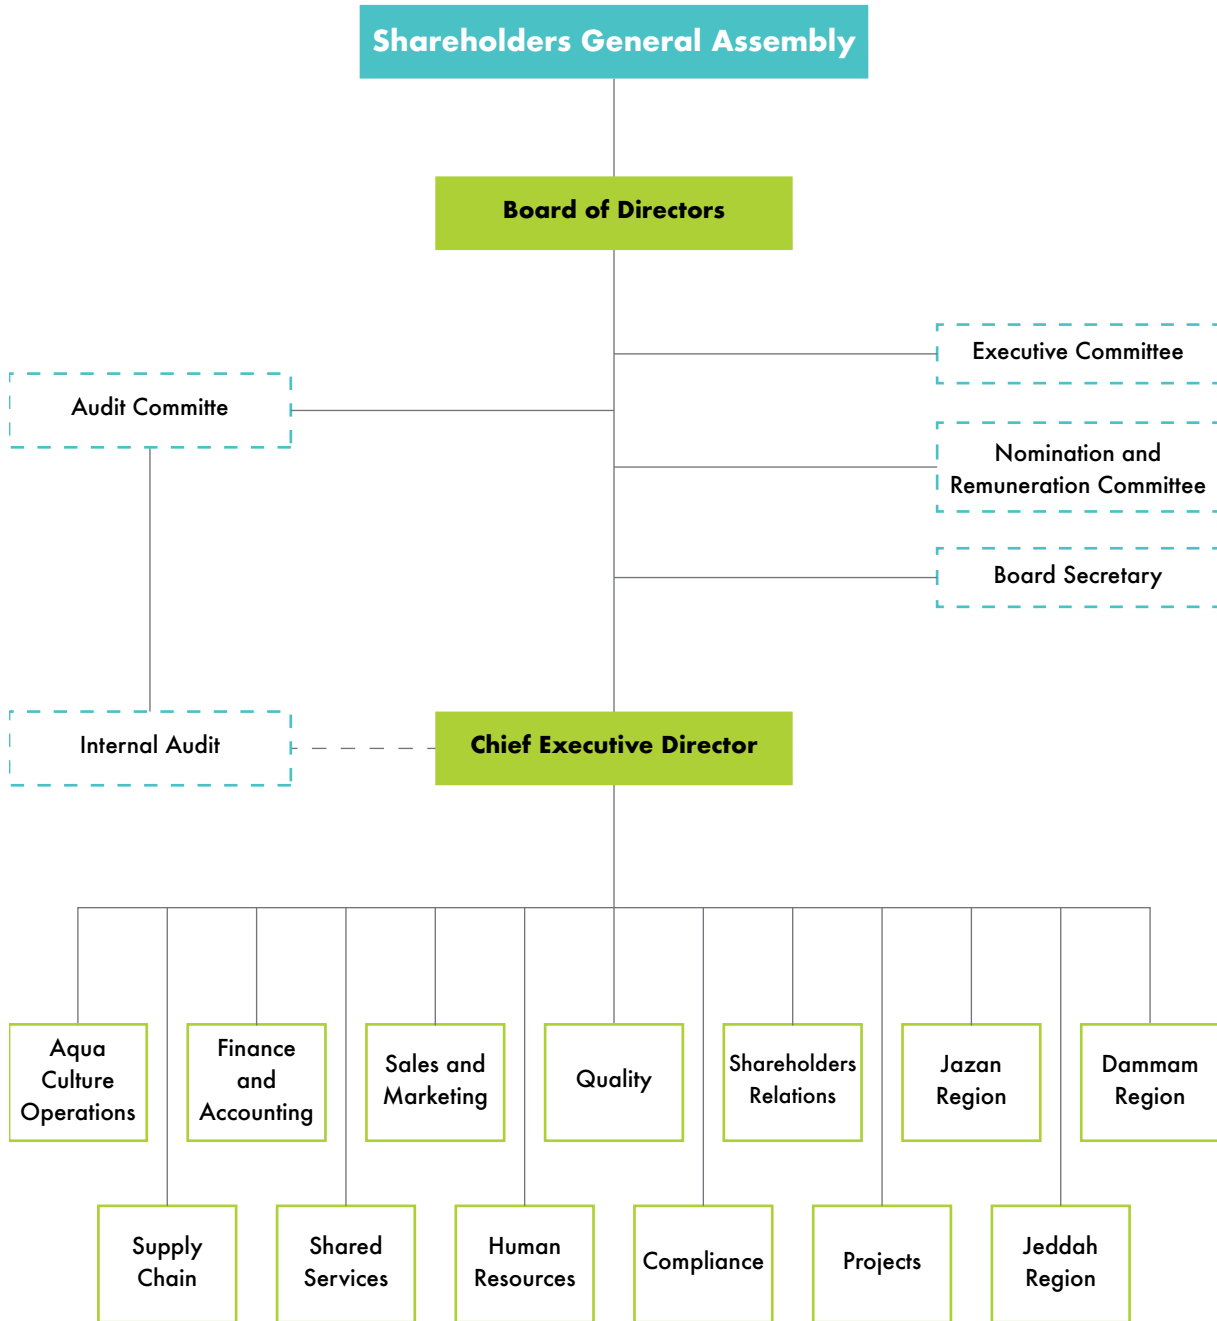 Shareholders General Assembly
Board of Directors
Executive Committee
Audit Committe
Nomination and
Remuneration Committee
Board Secretary
Internal Audit
Chief Executive Director
Aqua
Culture
Operations
Finance
and
Accounting
Sales and
Marketing
Quality
Shareholders
Relations
Jazan
Region
Dammam
Region
Supply
Chain
Shared
Services
Human
Resources
Compliance
Projects
Jeddah
Region